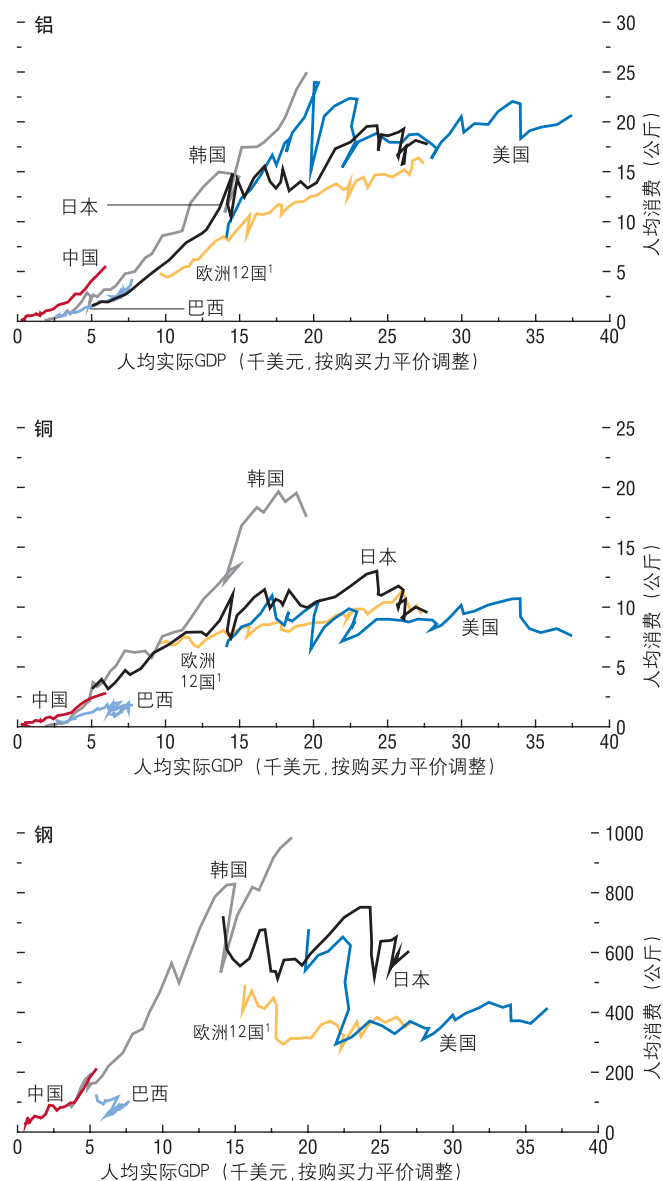 铝
30
25
20
15
10
5
0
人均消费（公斤）
韩国
日本
中国
美国
欧洲12国1
巴西
0 5 10 15 20 25 30 35 40
人均实际GDP（千美元,按购买力平价调整）
铜
25
20
15
10
5
0
人均消费（公斤）
韩国
日本
美国
欧洲
12国1
中国
巴西
0 5 10 15 20 25 30 35 40
人均实际GDP（千美元,按购买力平价调整）
钢
1000
800
600
400
200
0
人均消费（公斤）
韩国
日本
欧洲12国1
美国
中国
巴西
0 5 10 15 20 25 30 35 40
人均实际GDP（千美元,按购买力平价调整）